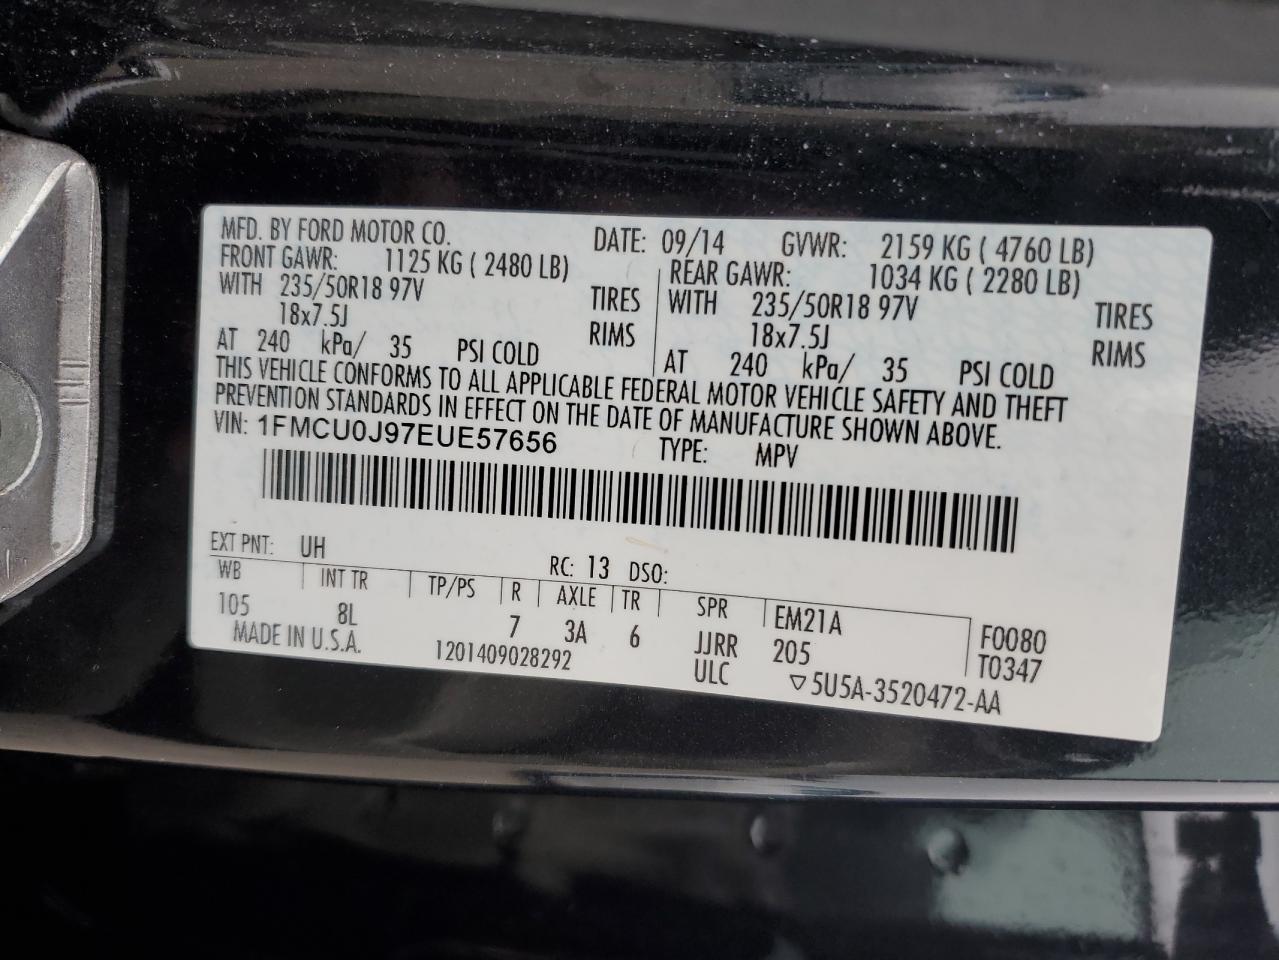 MFD. BY FORD MOTOR CO. DATE: 09/14 GVWR: 2159 KG ( 4760 LB)
FRONT GAWR: 1125 KG ( 2480 LB) REAR GAWR: 1034 KG ( 2280 LB)
WITH 235/50R18 97V TIRES WITH 235/50R18 97V TIRES
18x7.5J RIMS 18x7.5J RIMS
AT 240 kPa/ 35 PSI COLD AT 240 kPa/ 35 PSI COLD
THIS VEHICLE CONFORMS TO ALL APPLICABLE FEDERAL MOTOR VEHICLE SAFETY AND THEFT
PREVENTION STANDARDS IN EFFECT ON THE DATE OF MANUFACTURE SHOWN ABOVE.
VIN: 1FMCU0J97EUE57656 TYPE: MPV
EXT PNT: UH RC: 13 DSO:
WB INT TR TP/PS R AXLE TR SPR EM21A F0080
105 8L 7 3A 6 JJRR 205 T0347
MADE IN U.S.A. 1201409028292 ULC ▽5U5A-3520472-AA